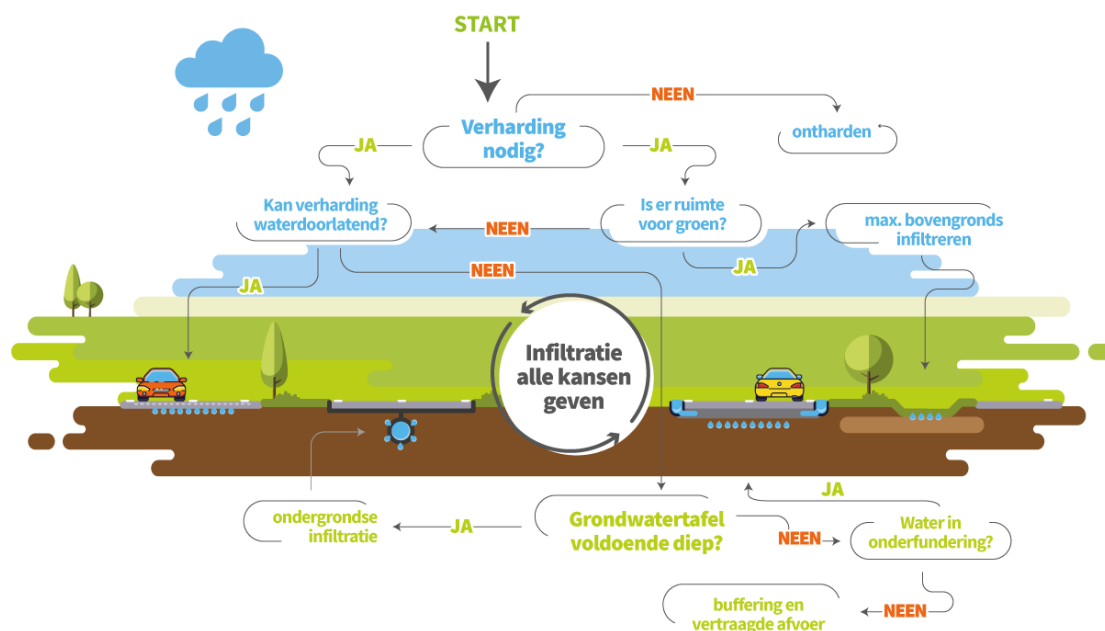 START
NEEN
Verharding
nodig?
ontharden
JA
JA
Kan verharding
waterdoorlatend?
NEEN
Is er ruimte
voor groen?
max. bovengronds
infiltreren
JA
NEEN
JA
Infiltratie
alle kansen
geven
ondergrondse
infiltratie
JA
Grondwatertafel
voldoende diep?
NEEN
JA
Water in
onderfundering?
NEEN
buffering en
vertraagde afvoer